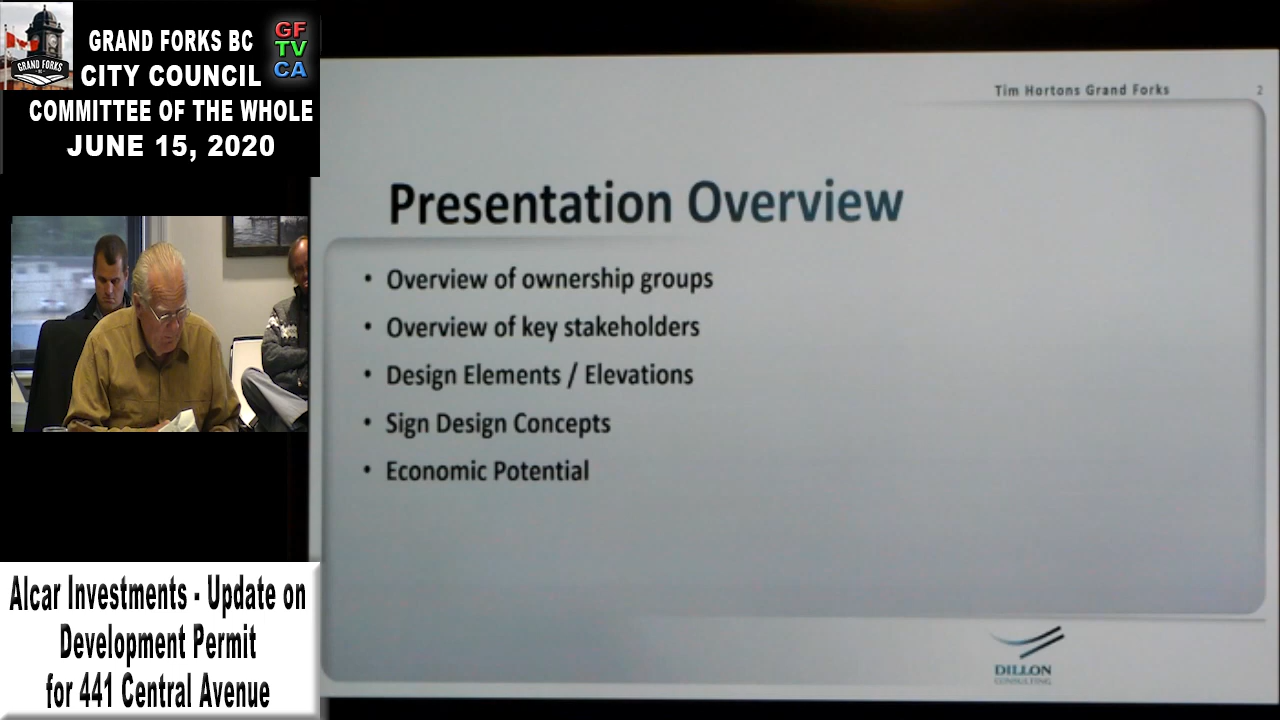 GRAND FORKS BC
CITY COUNCIL
COMMITTEE OF THE WHOLE
JUNE 15, 2020
GF
TV
CA
GRAND FORKS
Tim Hortons Grand Forks
2
Presentation Overview
• Overview of ownership groups
• Overview of key stakeholders
• Design Elements / Elevations
• Sign Design Concepts
• Economic Potential
DILLON
CONSULTING
Alcar Investments - Update on
Development Permit
for 441 Central Avenue